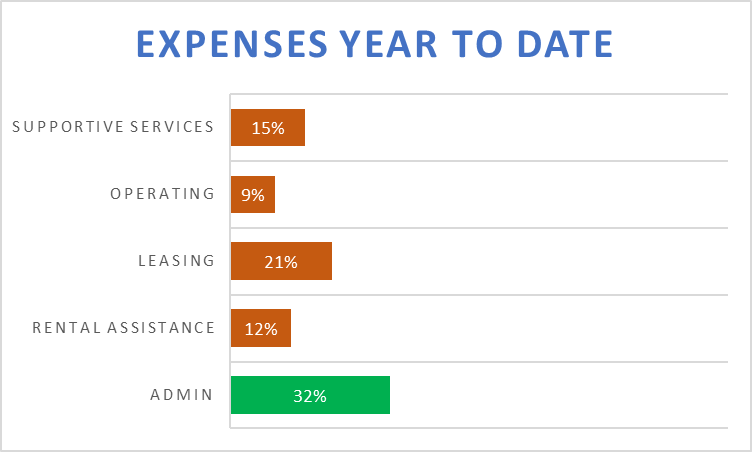 EXPENSES YEAR TO DATE
SUPPORTIVE SERVICES 15%
OPERATING 9%
LEASING 21%
RENTAL ASSISTANCE 12%
ADMIN 32%